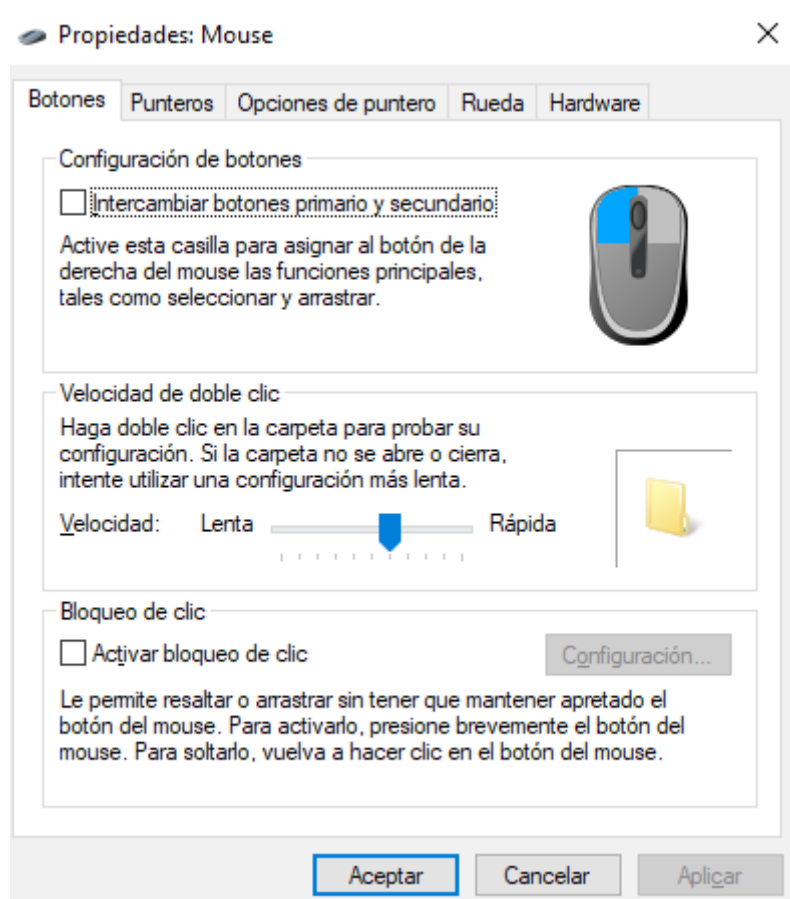 Propiedades: Mouse
Botones Punteros Opciones de puntero Rueda Hardware
Configuración de botones
Intercambiar botones primario y secundario
Active esta casilla para asignar al botón de la
derecha del mouse las funciones principales,
tales como seleccionar y arrastrar.
Velocidad de doble clic
Haga doble clic en la carpeta para probar su
configuración. Si la carpeta no se abre o cierra,
intente utilizar una configuración más lenta.
Velocidad: Lenta Rápida
Bloqueo de clic
Activar bloqueo de clic Configuración...
Le permite resaltar o arrastrar sin tener que mantener apretado el
botón del mouse. Para activarlo, presione brevemente el botón del
mouse. Para soltarlo, vuelva a hacer clic en el botón del mouse.
Aceptar Cancelar Aplicar